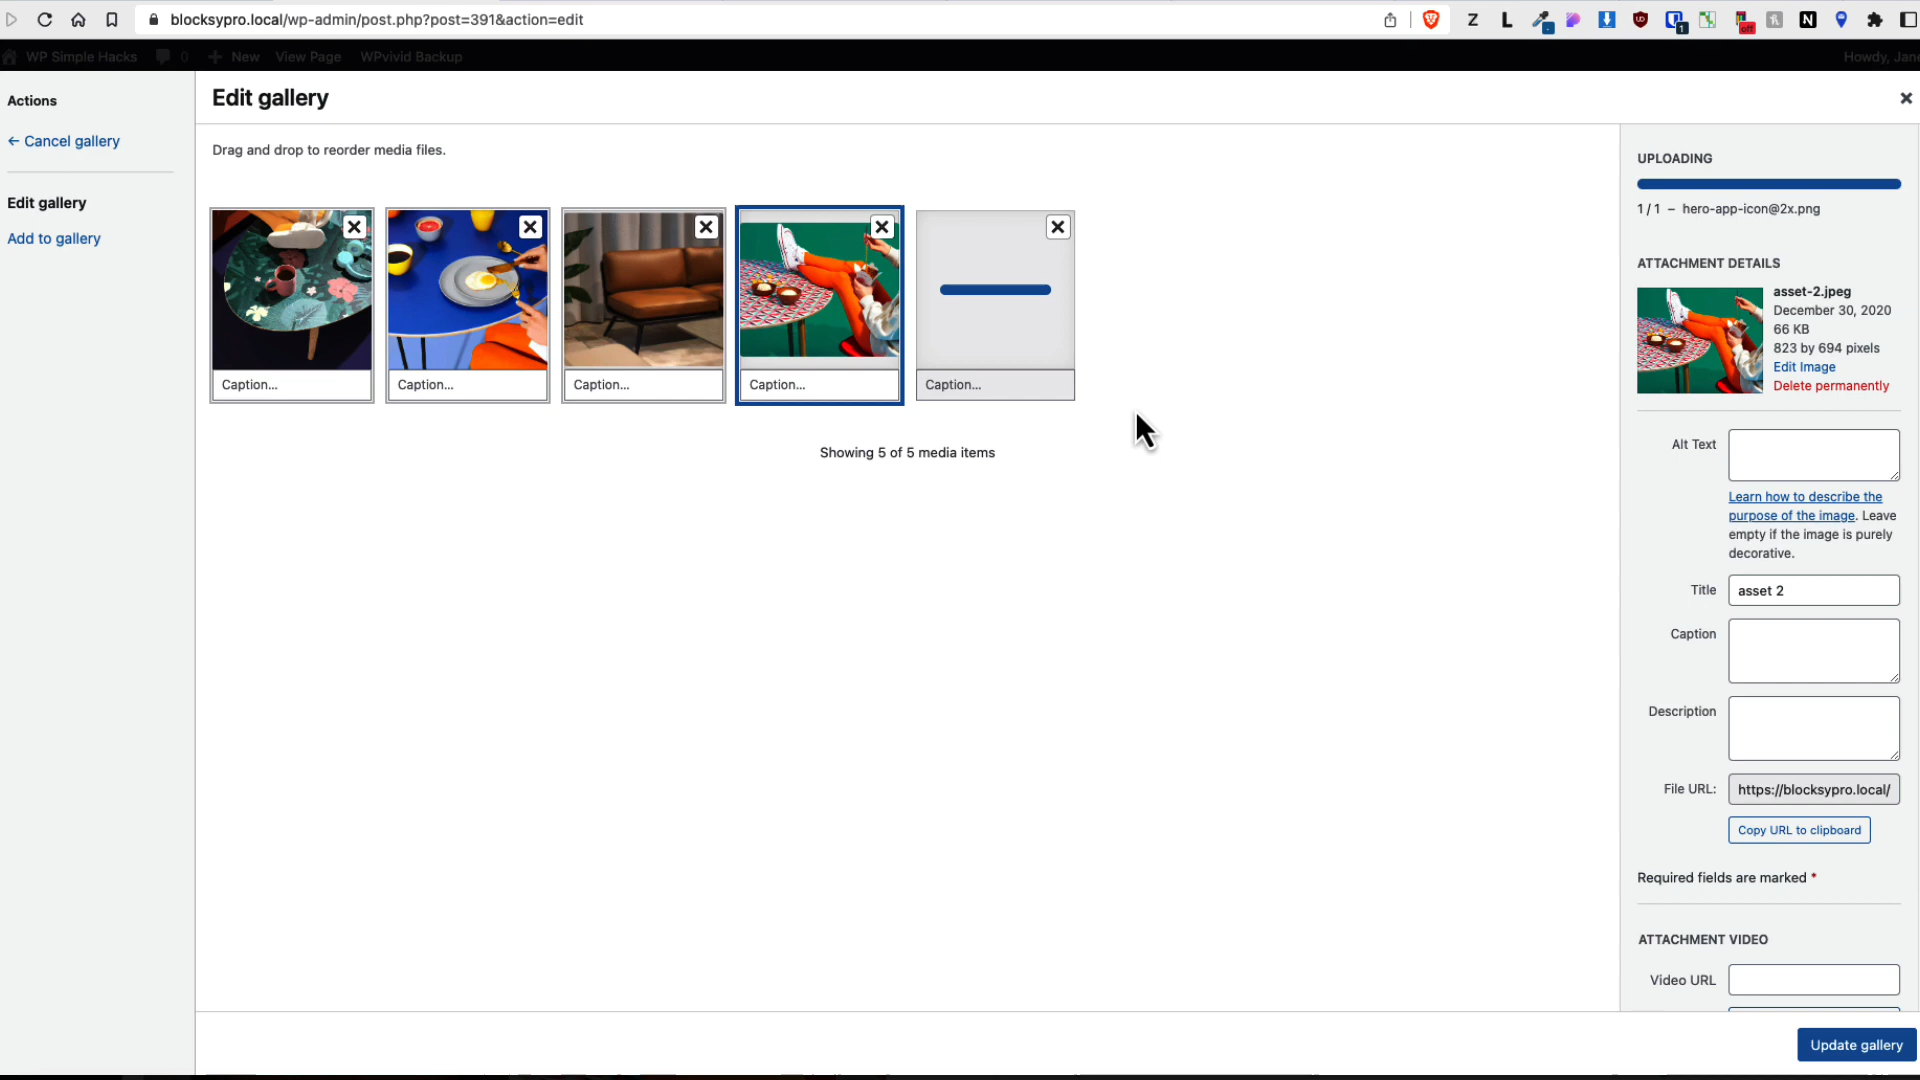 blocksypro.local/wp-admin/post.php?post=391&action=edit
WP Simple Hacks 0 New View Page WPvivid Backup Howdy, Jane
Actions
← Cancel gallery
Edit gallery
Add to gallery
Edit gallery
Drag and drop to reorder media files.
Caption... Caption... Caption... Caption... Caption...
Showing 5 of 5 media items
UPLOADING
1 / 1 – hero-app-icon@2x.png
ATTACHMENT DETAILS
asset-2.jpeg
December 30, 2020
66 KB
823 by 694 pixels
Edit Image
Delete permanently
Alt Text
Learn how to describe the
purpose of the image. Leave
empty if the image is purely
decorative.
Title asset 2
Caption
Description
File URL: https://blocksypro.local/
Copy URL to clipboard
Required fields are marked *
ATTACHMENT VIDEO
Video URL
Update gallery